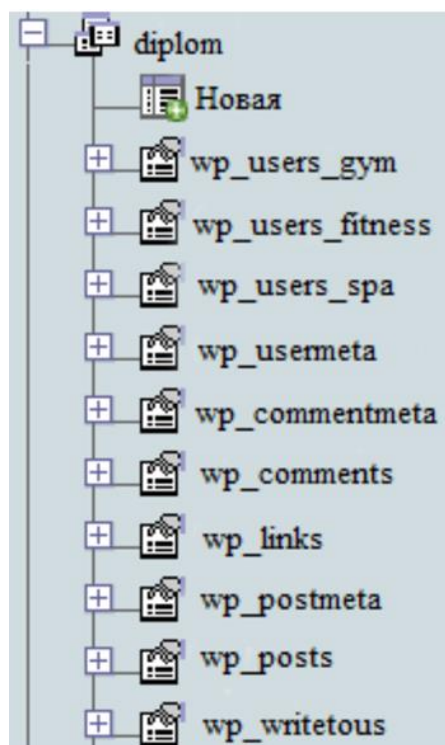 diplom
Новая
wp_users_gym
wp_users_fitness
wp_users_spa
wp_usermeta
wp_commentmeta
wp_comments
wp_links
wp_postmeta
wp_posts
wp_writetous